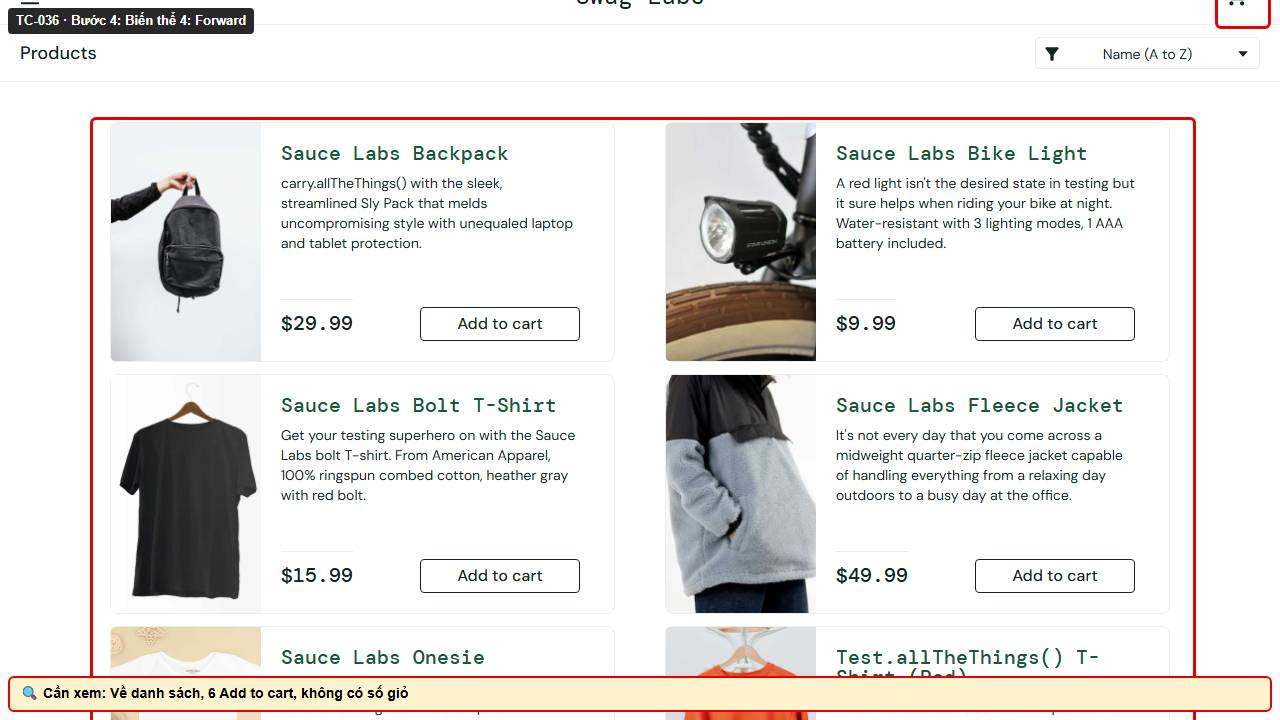 Swag Labs
TC-036 · Bước 4: Biến thể 4: Forward
Products
Name (A to Z)
Sauce Labs Backpack
carry.allTheThings() with the sleek,
streamlined Sly Pack that melds
uncompromising style with unequaled laptop
and tablet protection.
$29.99
Add to cart
Sauce Labs Bike Light
A red light isn't the desired state in testing but
it sure helps when riding your bike at night.
Water-resistant with 3 lighting modes, 1 AAA
battery included.
$9.99
Add to cart
Sauce Labs Bolt T-Shirt
Get your testing superhero on with the Sauce
Labs bolt T-shirt. From American Apparel,
100% ringspun combed cotton, heather gray
with red bolt.
$15.99
Add to cart
Sauce Labs Fleece Jacket
It's not every day that you come across a
midweight quarter-zip fleece jacket capable
of handling everything from a relaxing day
outdoors to a busy day at the office.
$49.99
Add to cart
Sauce Labs Onesie
Test.allTheThings() T-
Shirt (Red)
Cần xem: Về danh sách, 6 Add to cart, không có số giỏ